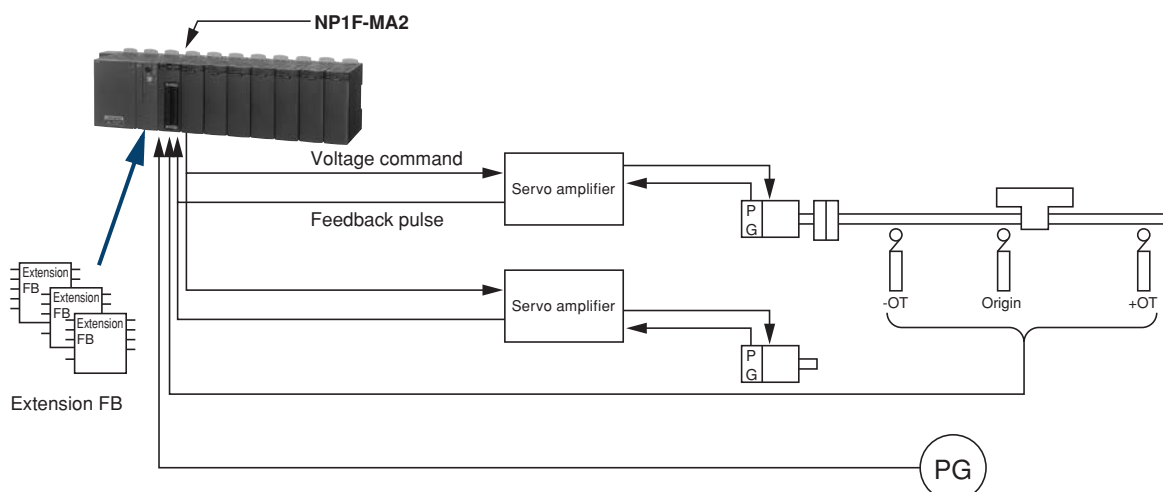 NP1F-MA2
Voltage command
Servo amplifier
Feedback pulse
P
G
Extension
FB
Extension
FB
Extension
FB
Extension FB
Servo amplifier
P
G
-OT
Origin
+OT
PG